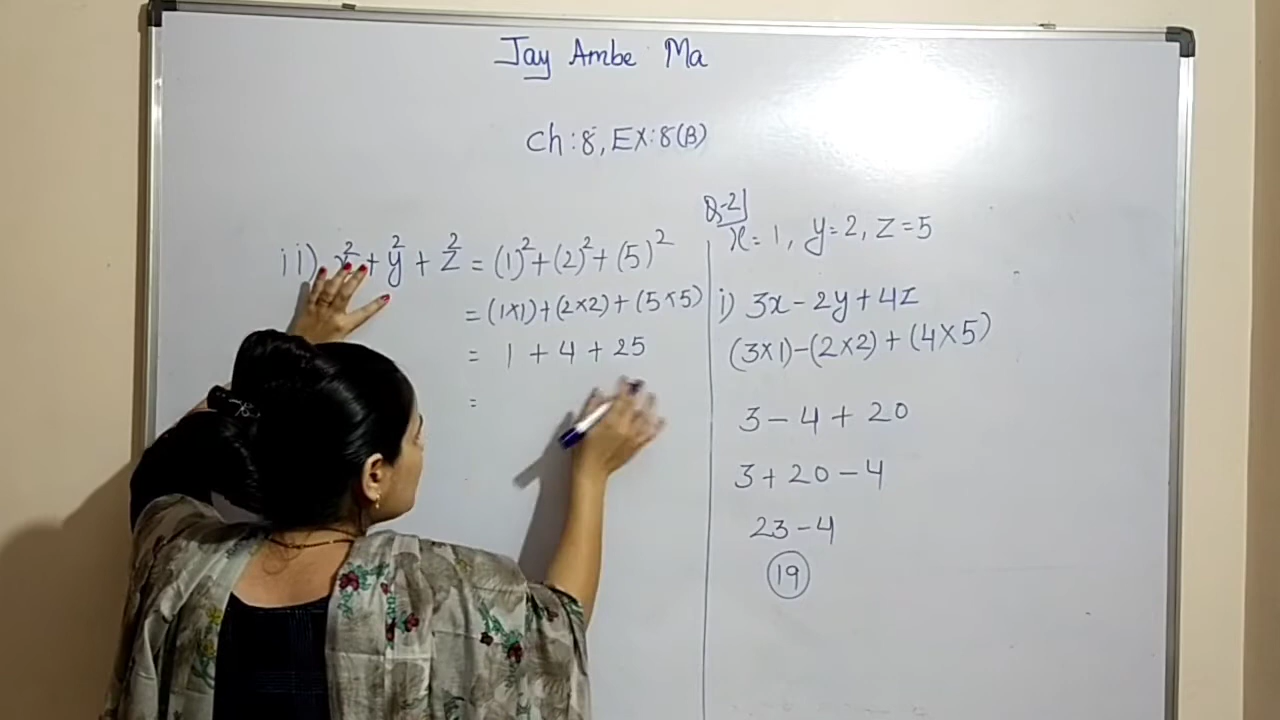 Jay Ambe Ma
Ch:8, EX:8(B)
Q-2]
x=1, y=2, z=5
i) 3x-2y+4z
(3×1)-(2×2)+(4×5)
3-4+20
3+20-4
23-4
19
ii) x²+y²+z² = (1)²+(2)²+(5)²
= (1×1)+(2×2)+(5×5)
= 1+4+25
=